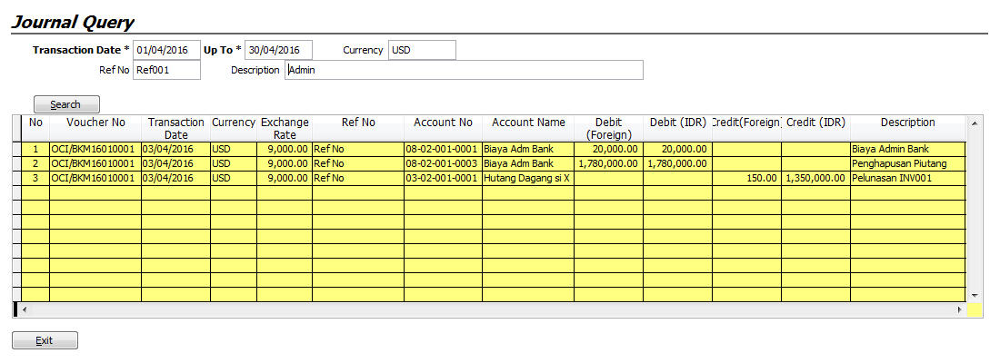 Journal Query
Transaction Date * 01/04/2016 Up To * 30/04/2016 Currency USD
Ref No Ref001 Description Admin
Search
No Voucher No Transaction Date Currency Exchange Rate Ref No Account No Account Name Debit (Foreign) Debit (IDR) Credit(Foreign) Credit (IDR) Description
1 OCI/BKM16010001 03/04/2016 USD 9,000.00 Ref No 08-02-001-0001 Biaya Adm Bank 20,000.00 20,000.00 Biaya Admin Bank
2 OCI/BKM16010001 03/04/2016 USD 9,000.00 Ref No 08-02-001-0003 Biaya Adm Bank 1,780,000.00 1,780,000.00 Penghapusan Piutang
3 OCI/BKM16010001 03/04/2016 USD 9,000.00 Ref No 03-02-001-0001 Hutang Dagang si X 150.00 1,350,000.00 Pelunasan INV001
Exit